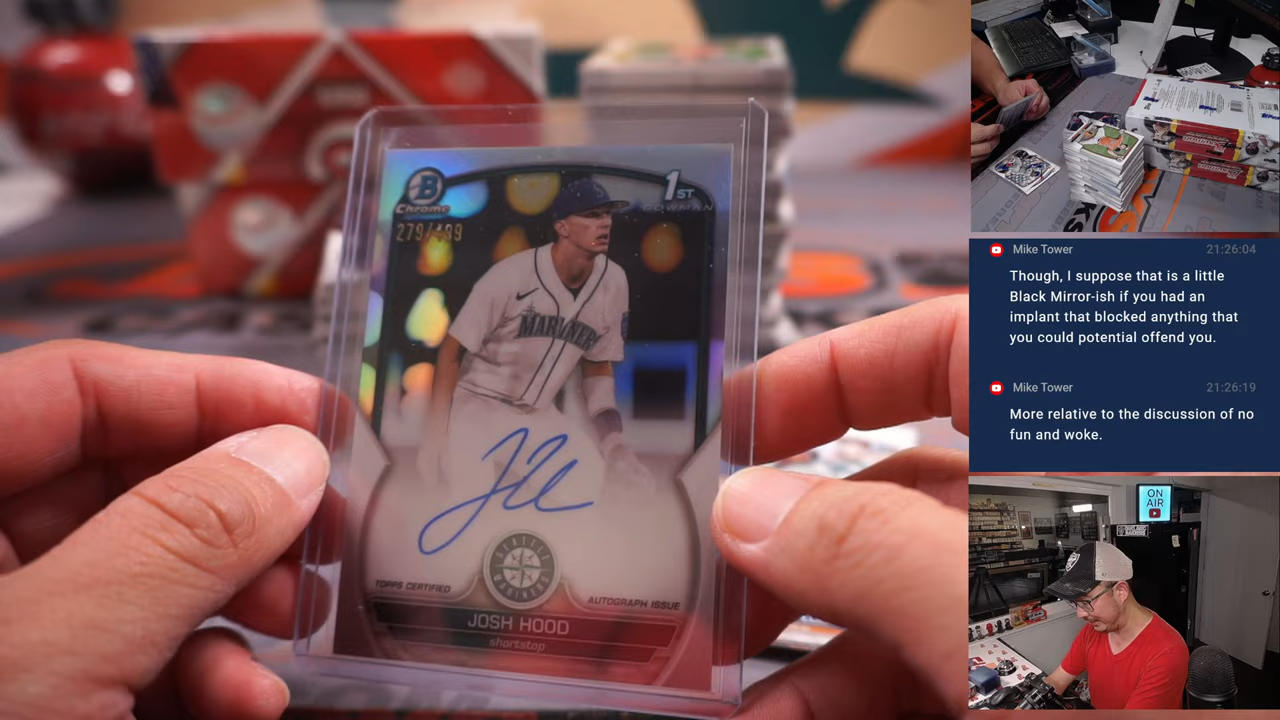 B
Chrome
1ST
BOWMAN
279/499
MARINERS
TOPPS CERTIFIED
AUTOGRAPH ISSUE
SEATTLE
MARINERS
JOSH HOOD
shortstop
Mike Tower 21:26:04
Though, I suppose that is a little
Black Mirror-ish if you had an
implant that blocked anything that
you could potential offend you.
Mike Tower 21:26:19
More relative to the discussion of no
fun and woke.
ON
AIR